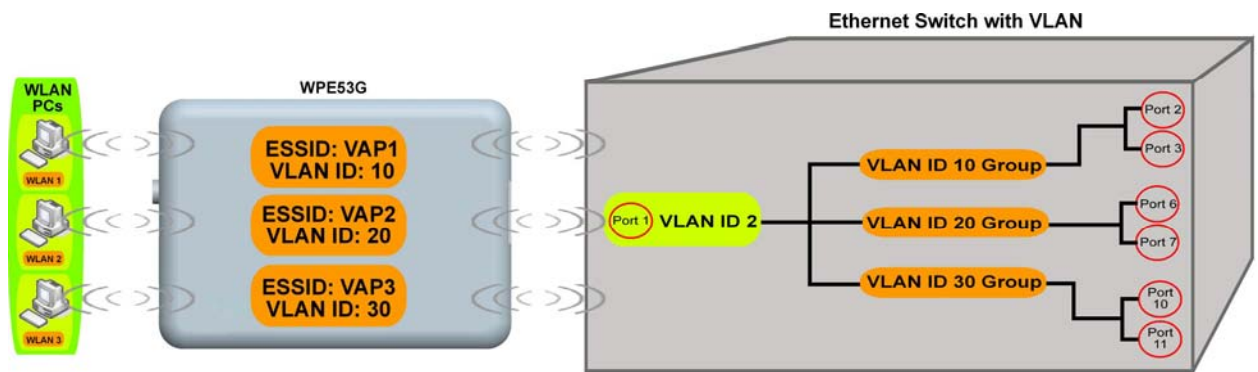 Ethernet Switch with VLAN
WPE53G
WLAN
PCs
WLAN 1
WLAN 2
WLAN 3
ESSID: VAP1
VLAN ID: 10
ESSID: VAP2
VLAN ID: 20
ESSID: VAP3
VLAN ID: 30
Port 1
VLAN ID 2
VLAN ID 10 Group
VLAN ID 20 Group
VLAN ID 30 Group
Port 2
Port 3
Port 6
Port 7
Port
10
Port
11